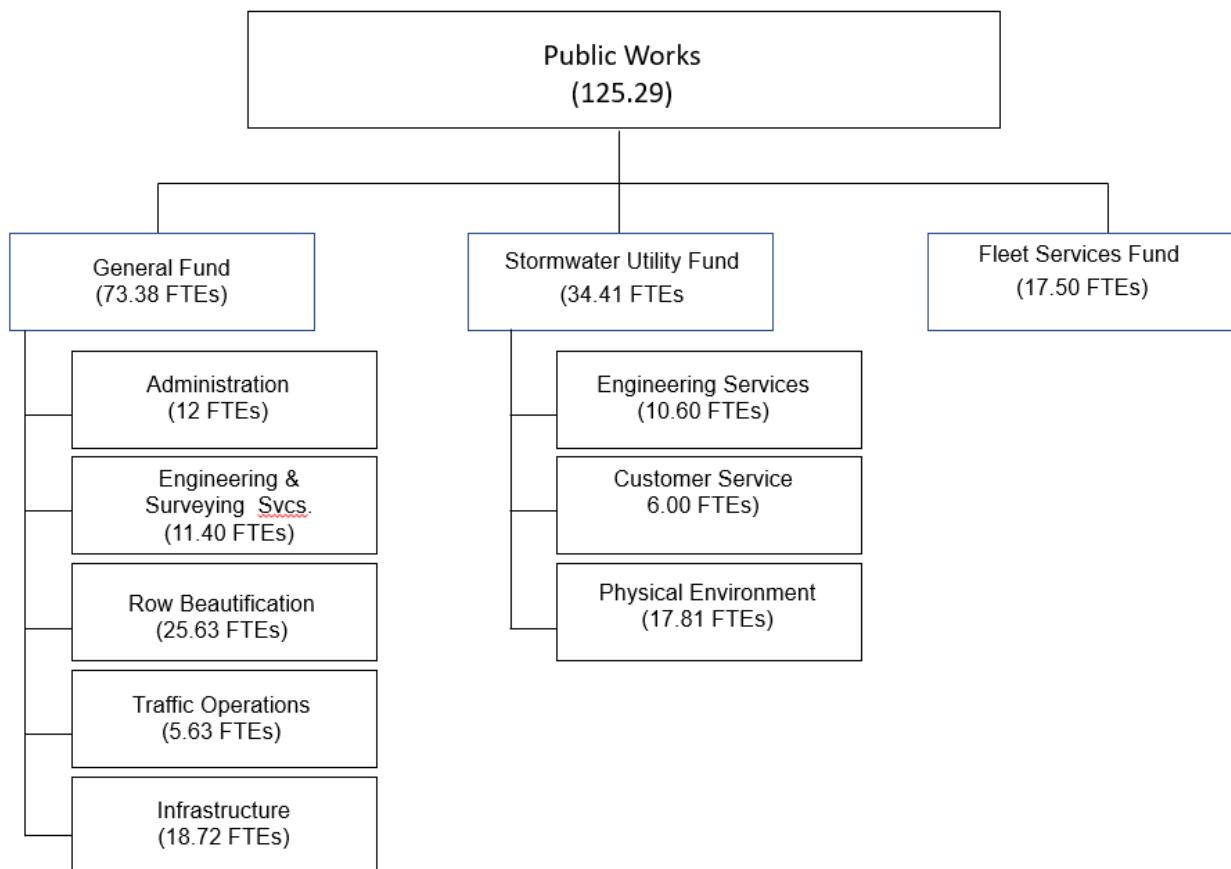 Public Works
(125.29)
General Fund
(73.38 FTEs)
Stormwater Utility Fund
(34.41 FTEs
Fleet Services Fund
(17.50 FTEs)
Administration
(12 FTEs)
Engineering &
Surveying Svcs.
(11.40 FTEs)
Row Beautification
(25.63 FTEs)
Traffic Operations
(5.63 FTEs)
Infrastructure
(18.72 FTEs)
Engineering Services
(10.60 FTEs)
Customer Service
6.00 FTEs)
Physical Environment
(17.81 FTEs)